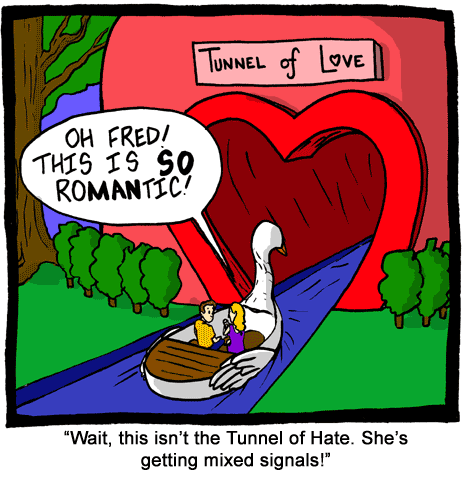 TUNNEL of LOVE
OH FRED!
THIS IS SO
ROMANTIC!
“Wait, this isn’t the Tunnel of Hate. She’s
getting mixed signals!”